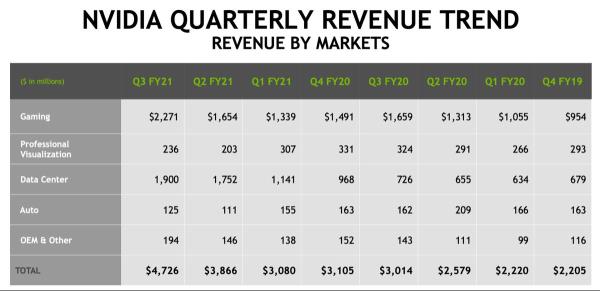 NVIDIA QUARTERLY REVENUE TREND
REVENUE BY MARKETS
($ in millions) Q3 FY21 Q2 FY21 Q1 FY21 Q4 FY20 Q3 FY20 Q2 FY20 Q1 FY20 Q4 FY19
Gaming $2,271 $1,654 $1,339 $1,491 $1,659 $1,313 $1,055 $954
Professional
Visualization 236 203 307 331 324 291 266 293
Data Center 1,900 1,752 1,141 968 726 655 634 679
Auto 125 111 155 163 162 209 166 163
OEM & Other 194 146 138 152 143 111 99 116
TOTAL $4,726 $3,866 $3,080 $3,105 $3,014 $2,579 $2,220 $2,205